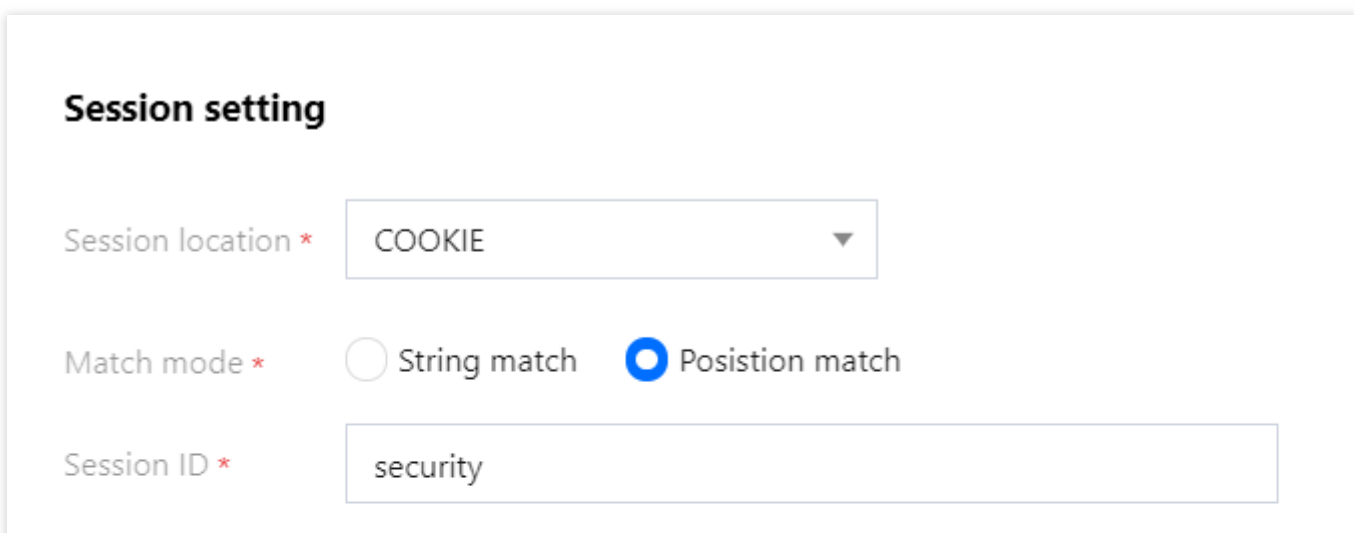 Session setting
Session location * COOKIE
Match mode * String match Posistion match
Session ID * security